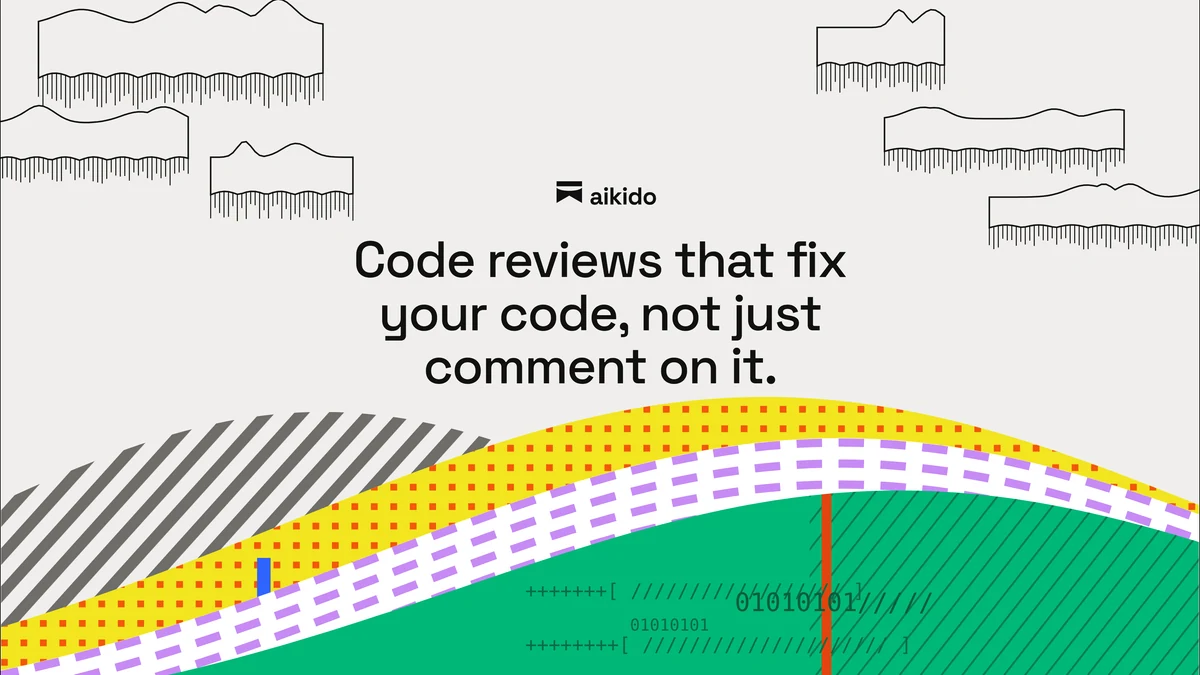 aikido
Code reviews that fix
your code, not just
comment on it.
+++++++[ ///////////////////// ]
01010101/////
01010101
++++++++[ /////////////////////// ]